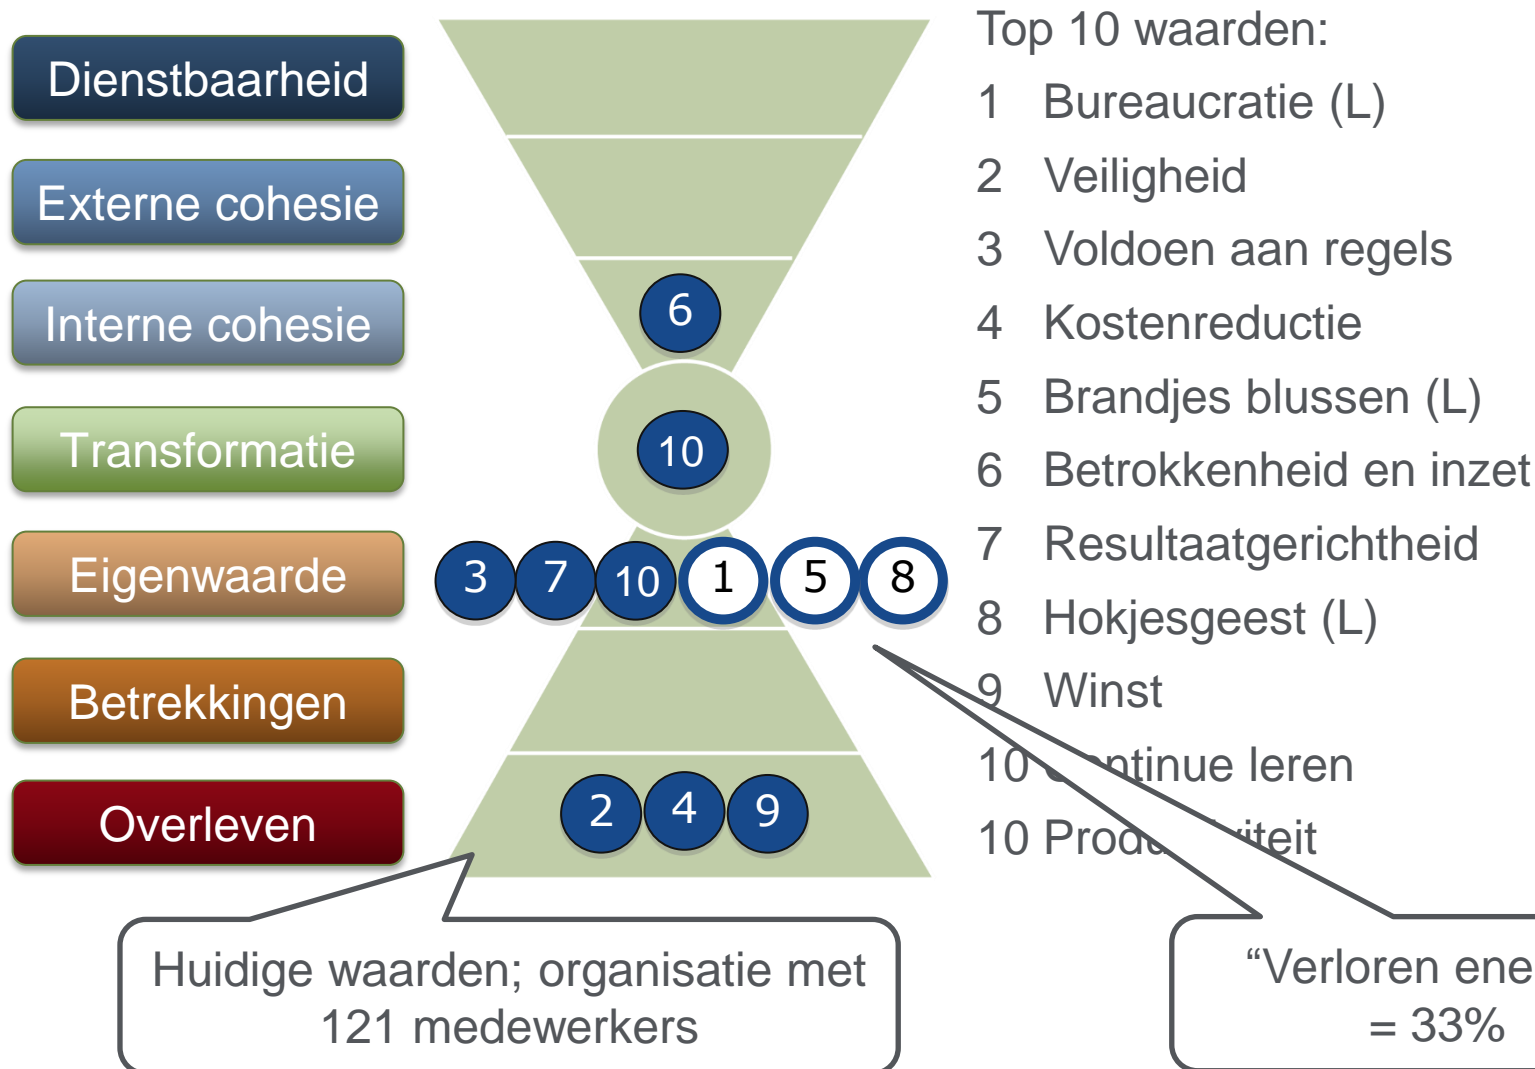 Dienstbaarheid
Externe cohesie
Interne cohesie
Transformatie
Eigenwaarde
Betrekkingen
Overleven
6
10
3 7 10 1 5 8
2 4 9
Top 10 waarden:
1 Bureaucratie (L)
2 Veiligheid
3 Voldoen aan regels
4 Kostenreductie
5 Brandjes blussen (L)
6 Betrokkenheid en inzet
7 Resultaatgerichtheid
8 Hokjesgeest (L)
9 Winst
10 Continue leren
10 Productiviteit
Huidige waarden; organisatie met
121 medewerkers
“Verloren ene
= 33%